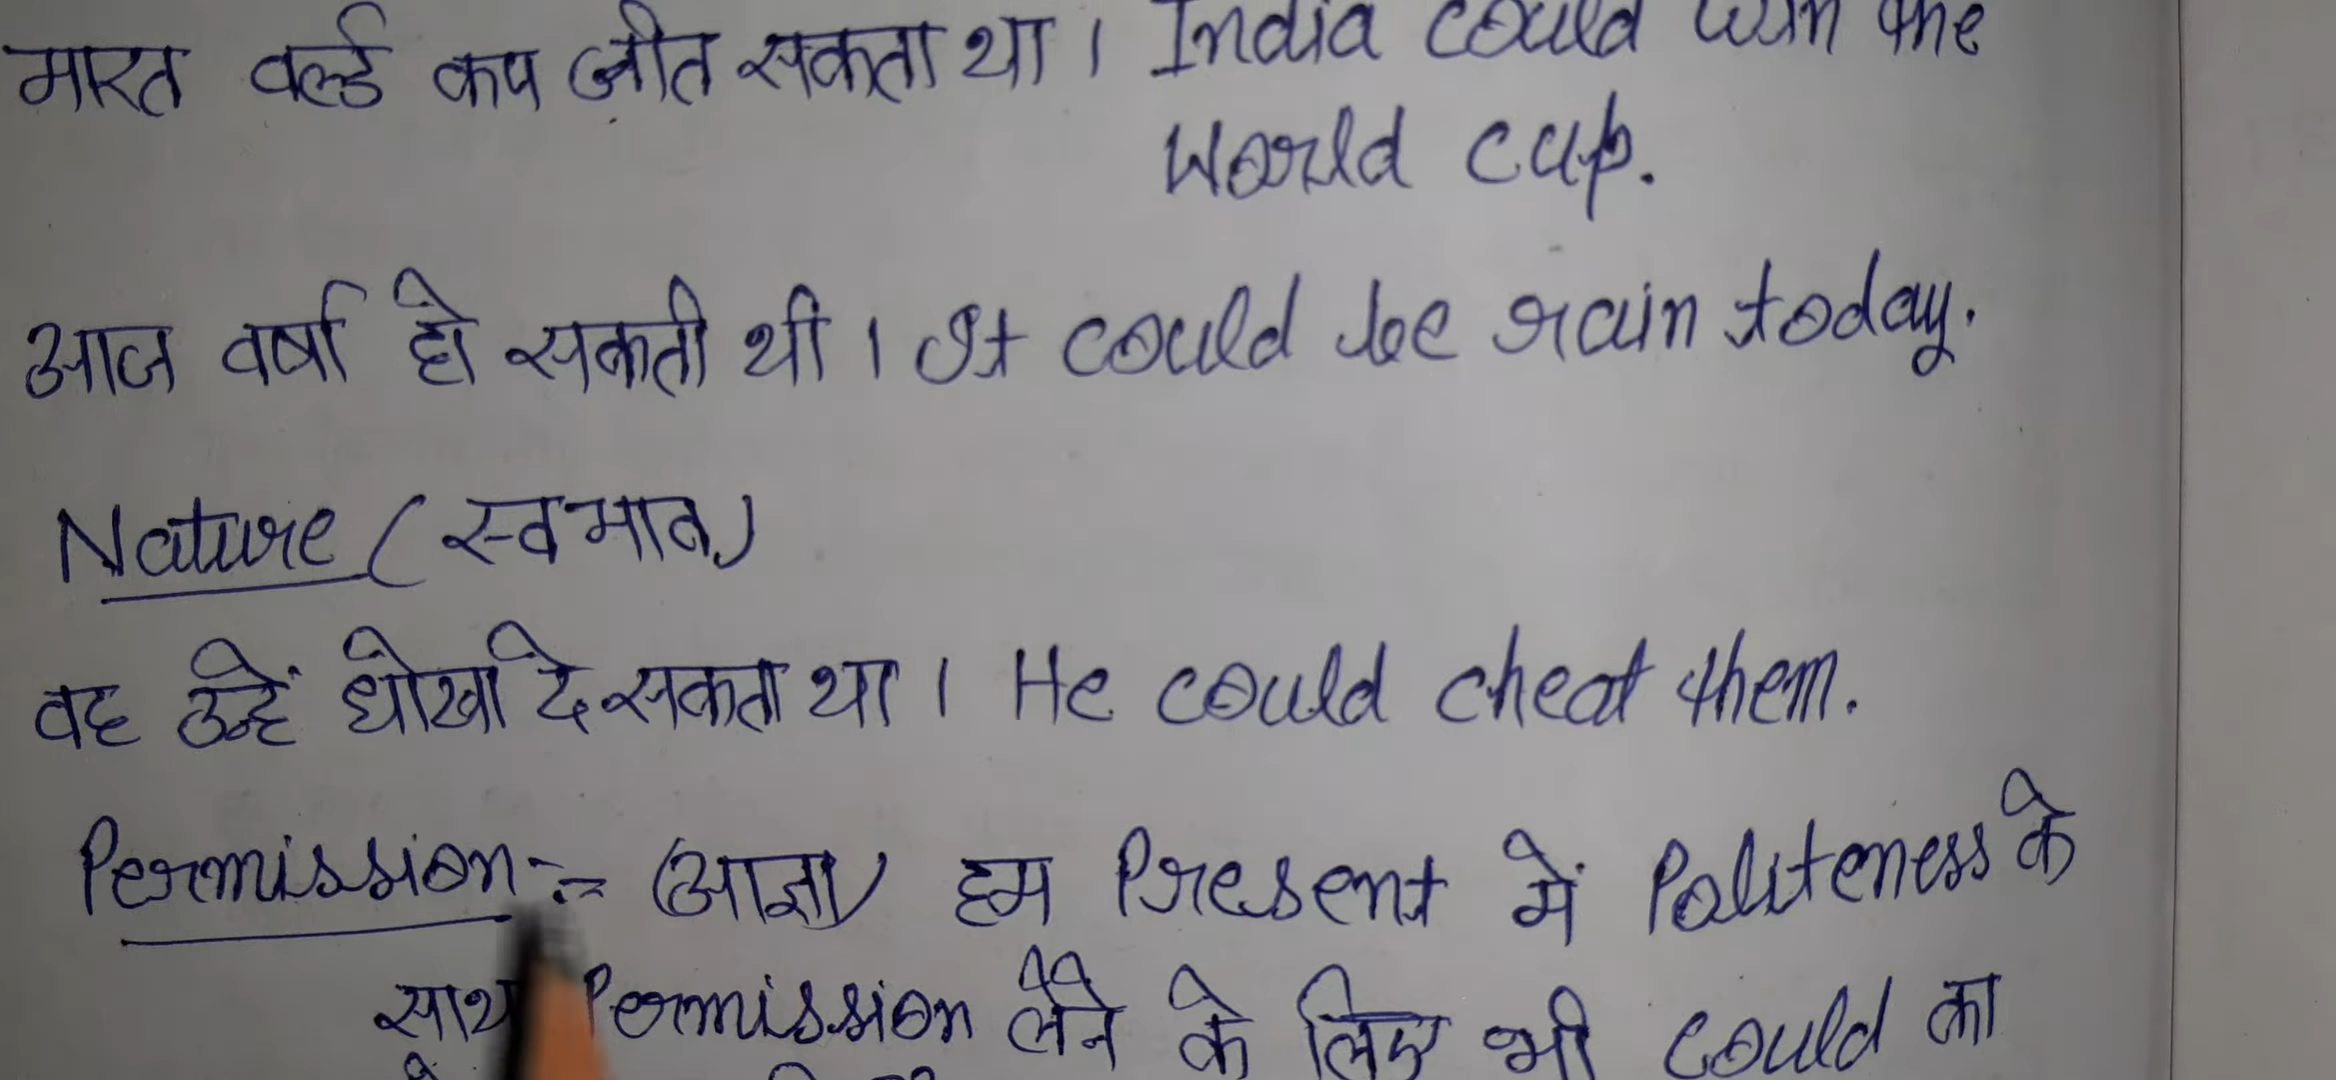 भारत वर्ल्ड कप जीत सकता था। India could win the
World cup.
आज वर्षा हो सकती थी। It could be rain today.
Nature (स्वभाव)
वह उन्हें धोखा दे सकता था। He could cheat them.
Permission :- (आज्ञा) हम Present में Politeness के
साथ Permission लेने के लिए भी could का